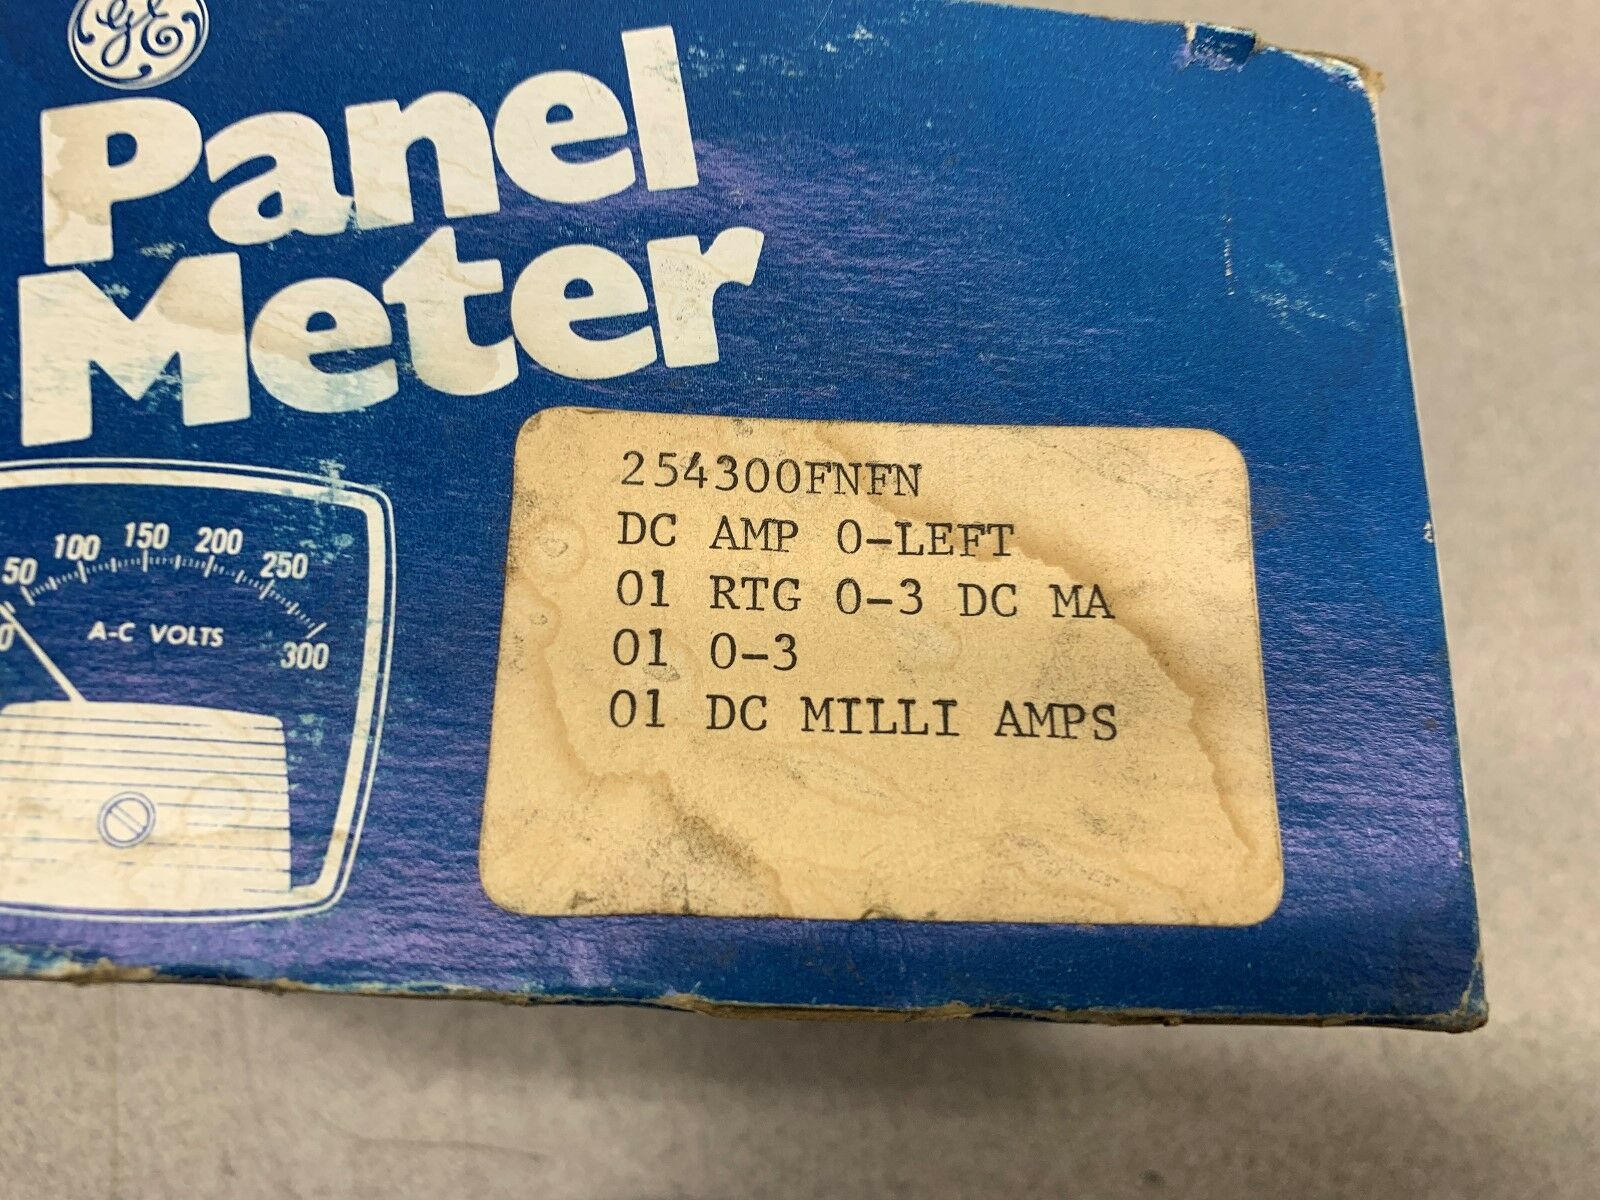 GE
Panel
Meter
0 50 100 150 200 250 300
A-C VOLTS
254300FNFN
DC AMP 0-LEFT
01 RTG 0-3 DC MA
01 0-3
01 DC MILLI AMPS